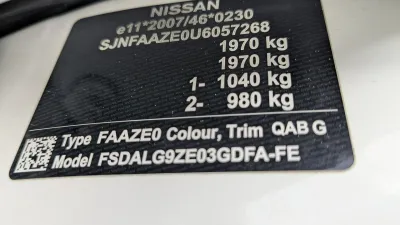 NISSAN
e11*2007/46*0230
SJNFAAZE0U6057268
1970 kg
1970 kg
1- 1040 kg
2- 980 kg
Type FAAZE0 Colour, Trim QAB G
Model FSDALG9ZE03GDFA-FE